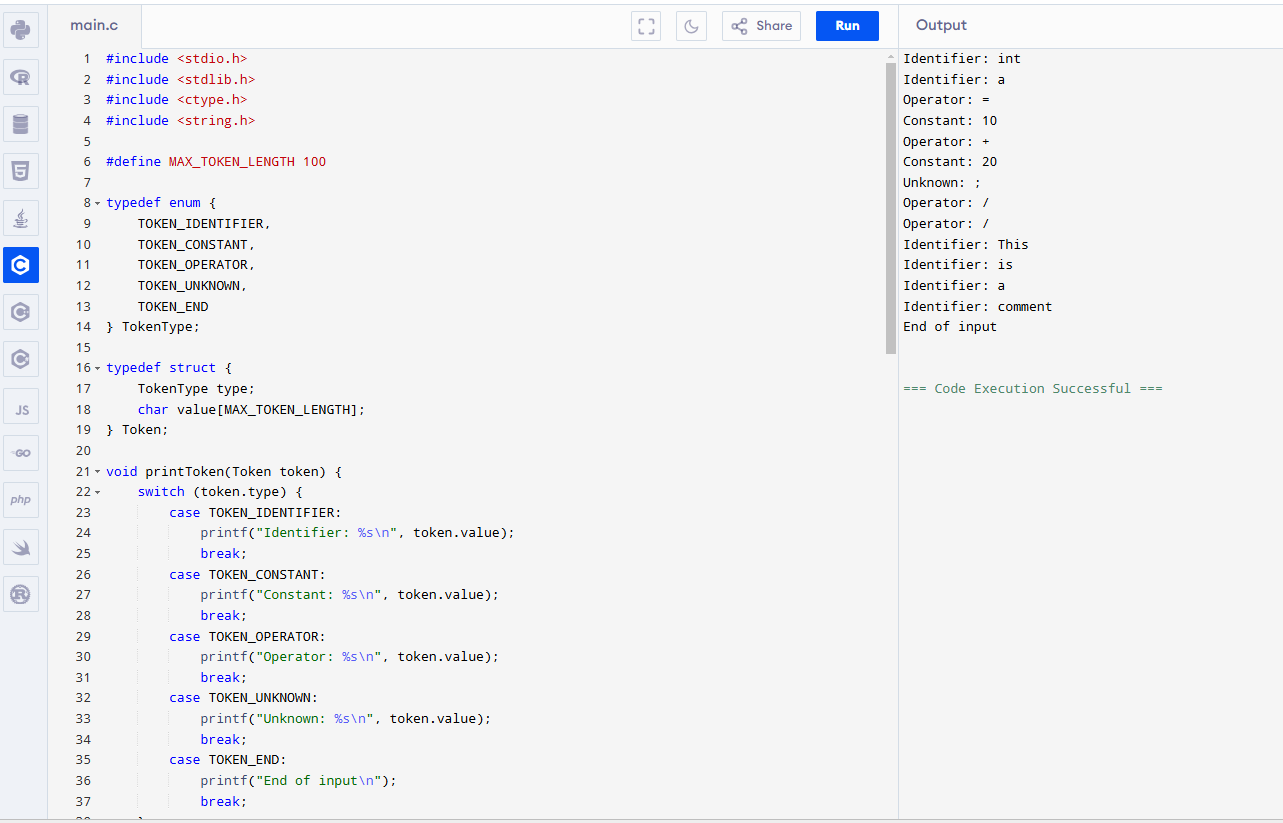 main.c
Share
Run
Output
JS
GO
php
1 #include <stdio.h>
2 #include <stdlib.h>
3 #include <ctype.h>
4 #include <string.h>
5
6 #define MAX_TOKEN_LENGTH 100
7
8 typedef enum {
9     TOKEN_IDENTIFIER,
10     TOKEN_CONSTANT,
11     TOKEN_OPERATOR,
12     TOKEN_UNKNOWN,
13     TOKEN_END
14 } TokenType;
15
16 typedef struct {
17     TokenType type;
18     char value[MAX_TOKEN_LENGTH];
19 } Token;
20
21 void printToken(Token token) {
22     switch (token.type) {
23         case TOKEN_IDENTIFIER:
24             printf("Identifier: %s\n", token.value);
25             break;
26         case TOKEN_CONSTANT:
27             printf("Constant: %s\n", token.value);
28             break;
29         case TOKEN_OPERATOR:
30             printf("Operator: %s\n", token.value);
31             break;
32         case TOKEN_UNKNOWN:
33             printf("Unknown: %s\n", token.value);
34             break;
35         case TOKEN_END:
36             printf("End of input\n");
37             break;
Identifier: int
Identifier: a
Operator: =
Constant: 10
Operator: +
Constant: 20
Unknown: ;
Operator: /
Operator: /
Identifier: This
Identifier: is
Identifier: a
Identifier: comment
End of input
=== Code Execution Successful ===